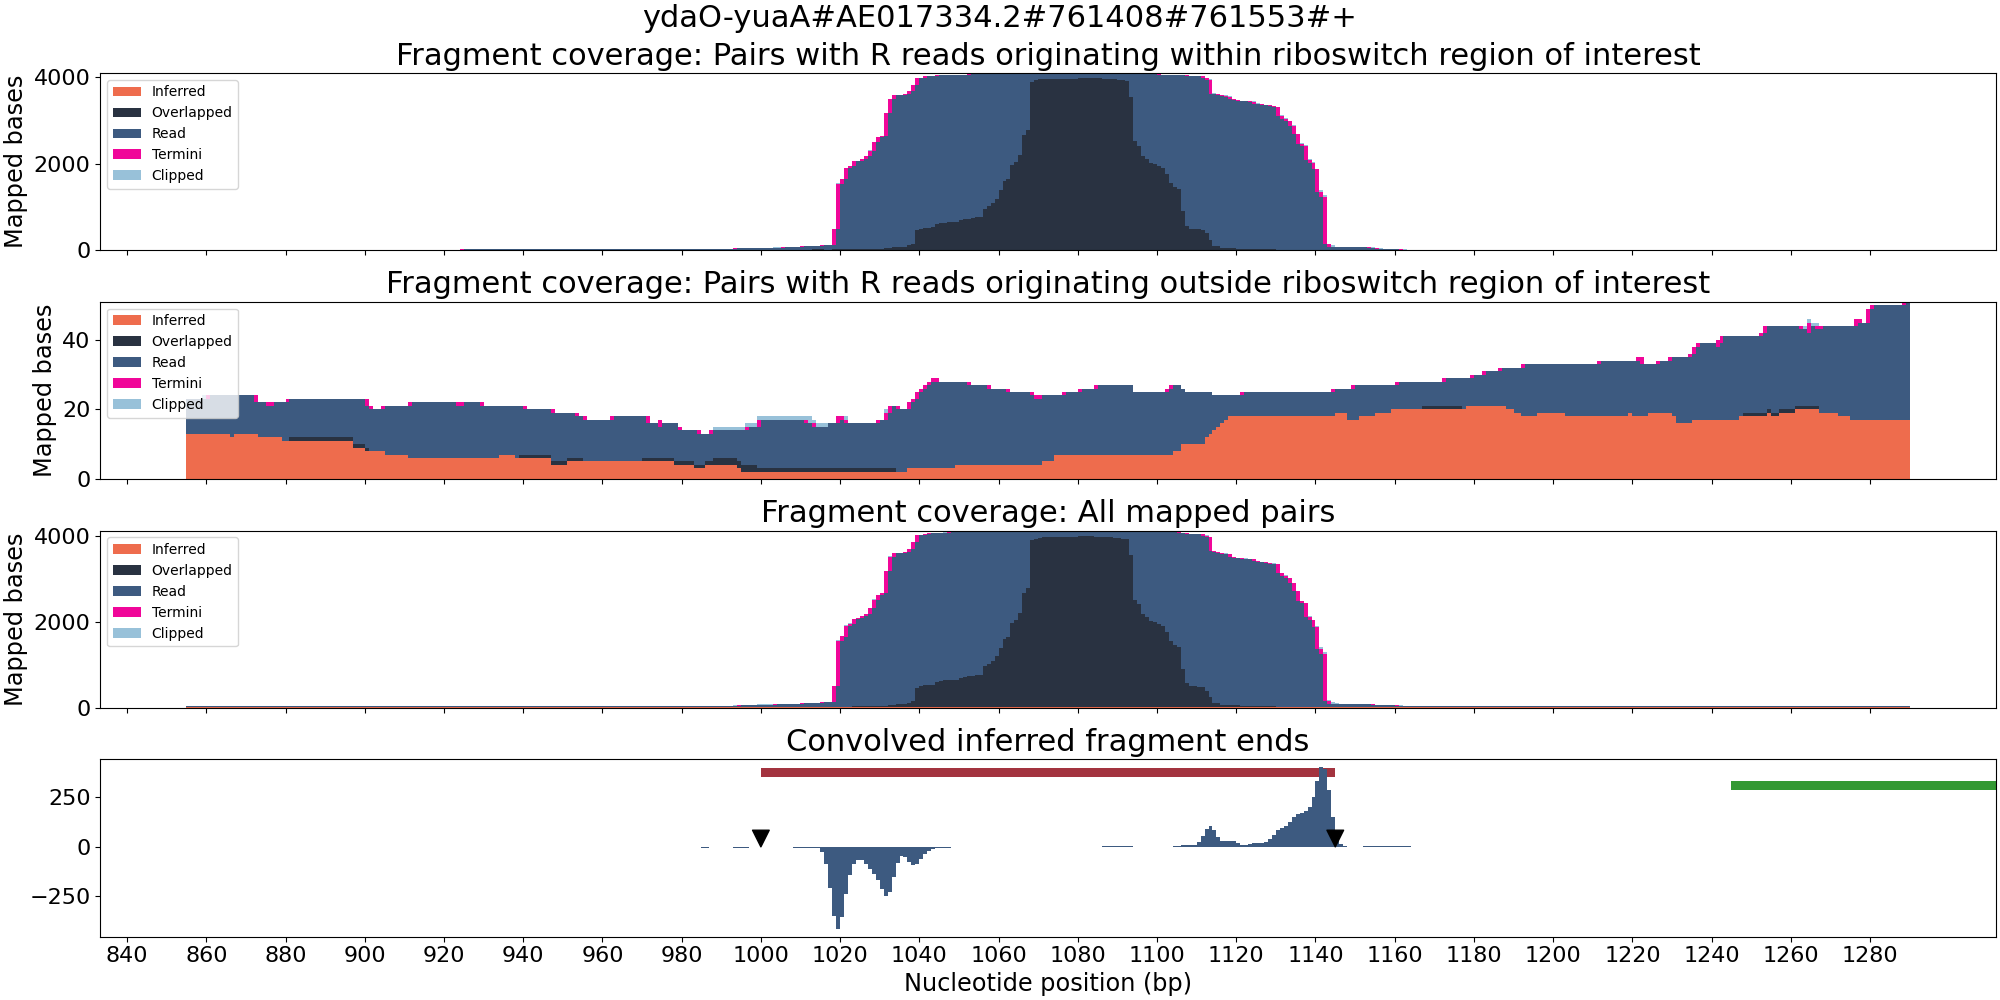 ydaO-yuaA#AE017334.2#761408#761553#+
Fragment coverage: Pairs with R reads originating within riboswitch region of interest
Mapped bases
4000
2000
0
Inferred
Overlapped
Read
Termini
Clipped
Fragment coverage: Pairs with R reads originating outside riboswitch region of interest
Mapped bases
40
20
0
Inferred
Overlapped
Read
Termini
Clipped
Fragment coverage: All mapped pairs
Mapped bases
4000
2000
0
Inferred
Overlapped
Read
Termini
Clipped
Convolved inferred fragment ends
250
0
−250
840 860 880 900 920 940 960 980 1000 1020 1040 1060 1080 1100 1120 1140 1160 1180 1200 1220 1240 1260 1280
Nucleotide position (bp)